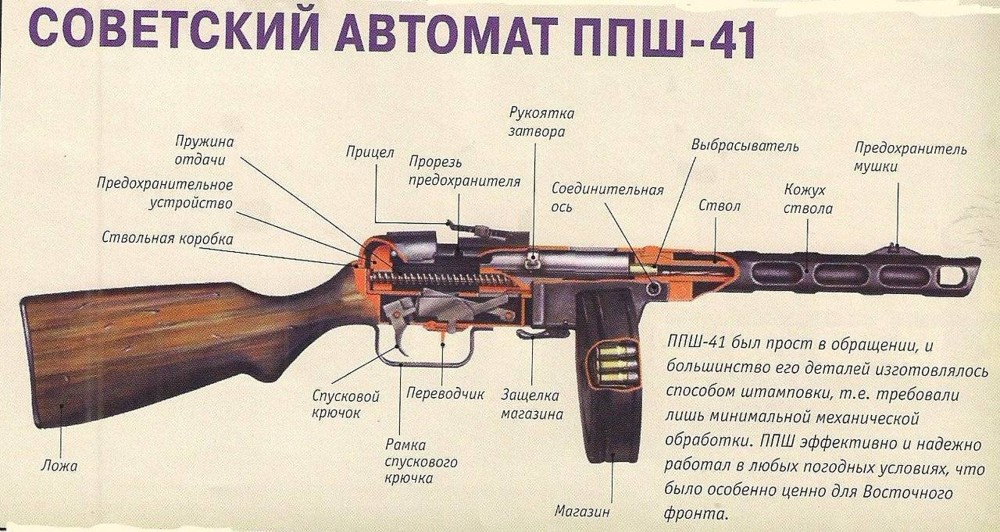 СОВЕТСКИЙ АВТОМАТ ППШ-41
Рукоятка
затвора
Пружина
отдачи
Прицел
Прорезь
предохранителя
Выбрасыватель
Предохранитель
мушки
Предохранительное
устройство
Соединительная
ось
Ствол
Кожух
ствола
Ствольная коробка
Спусковой
крючок
Переводчик
Защелка
магазина
Рамка
спускового
крючка
Ложа
Магазин
ППШ-41 был прост в обращении, и
большинство его деталей изготовлялось
способом штамповки, т.е. требовали
лишь минимальной механической
обработки. ППШ эффективно и надежно
работал в любых погодных условиях, что
было особенно ценно для Восточного
фронта.